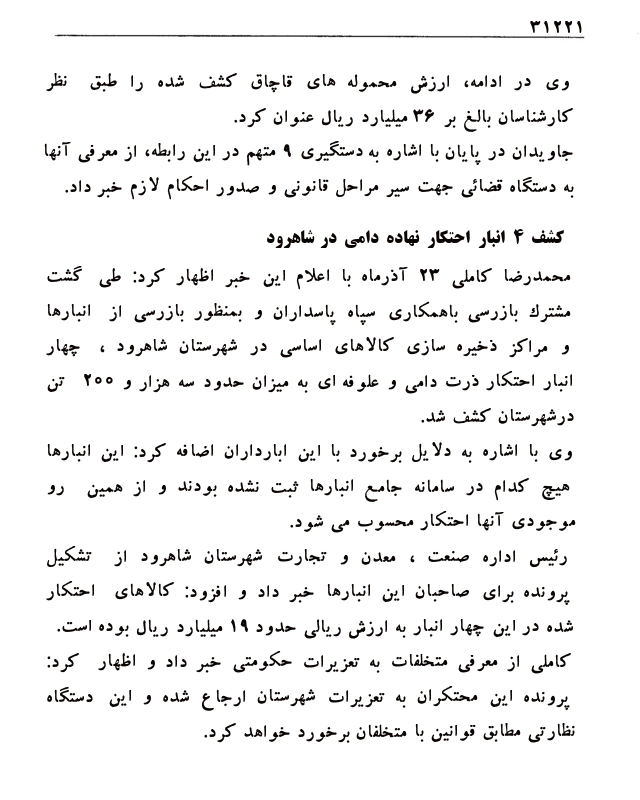 ۳۱۲۲۱
وی در ادامه، ارزش محموله های قاچاق کشف شده را طبق نظر
کارشناسان بالغ بر ۳۶ میلیارد ریال عنوان کرد.
جاویدان در پایان با اشاره به دستگیری ۹ متهم در این رابطه، از معرفی آنها
به دستگاه قضائی جهت سیر مراحل قانونی و صدور احکام لازم خبر داد.
کشف ۴ انبار احتکار نهاده دامی در شاهرود
محمدرضا کاملی ۲۳ آذرماه با اعلام این خبر اظهار کرد: طی گشت
مشترك بازرسی باهمکاری سپاه پاسداران و بمنظور بازرسی از انبارها
و مراکز ذخیره سازی کالاهای اساسی در شهرستان شاهرود ، چهار
انبار احتکار ذرت دامی و علوفه ای به میزان حدود سه هزار و ۲۰۰ تن
درشهرستان کشف شد.
وی با اشاره به دلایل برخورد با این ابارداران اضافه کرد: این انبارها
هیچ کدام در سامانه جامع انبارها ثبت نشده بودند و از همین رو
موجودی آنها احتکار محسوب می شود.
رئیس اداره صنعت ، معدن و تجارت شهرستان شاهرود از تشکیل
پرونده برای صاحبان این انبارها خبر داد و افزود: کالاهای احتکار
شده در این چهار انبار به ارزش ریالی حدود ۱۹ میلیارد ریال بوده است.
کاملی از معرفی متخلفات به تعزیرات حکومتی خبر داد و اظهار کرد:
پرونده این محتکران به تعزیرات شهرستان ارجاع شده و این دستگاه
نظارتی مطابق قوانین با متخلفان برخورد خواهد کرد.